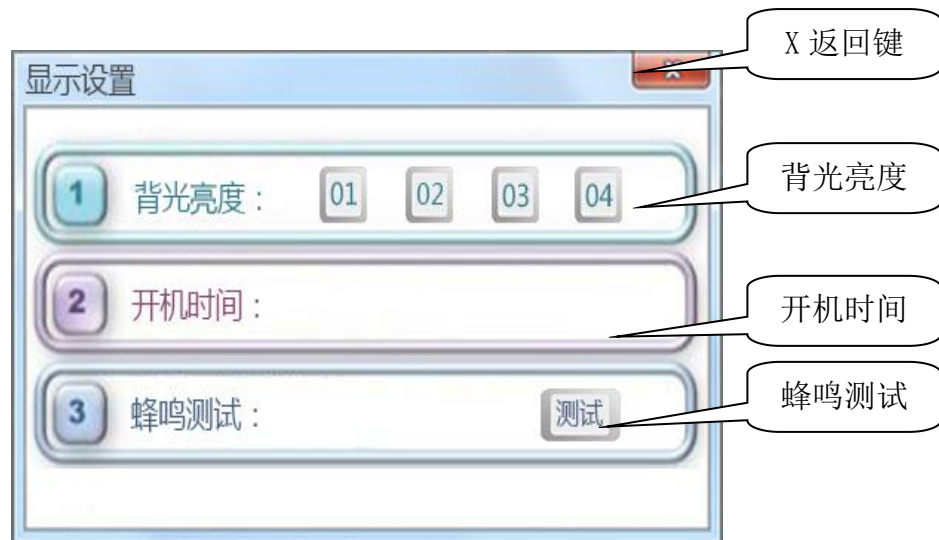 X 返回键
显示设置
X
1 背光亮度： 01 02 03 04
背光亮度
2 开机时间：
开机时间
3 蜂鸣测试： 测试
蜂鸣测试